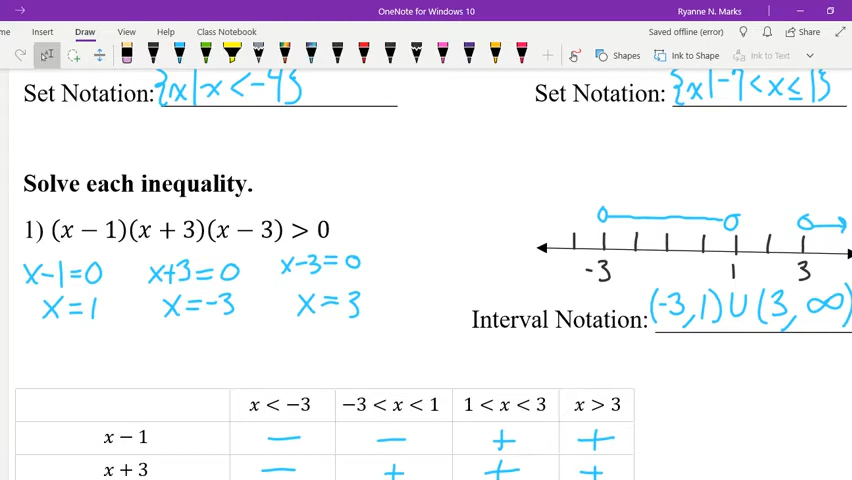 OneNote for Windows 10
Ryanne N. Marks
Home Insert Draw View Help Class Notebook
Saved offline (error) Share
Shapes Ink to Shape Ink to Text
Set Notation: {x|x<-4}
Set Notation: {x|-7<x≤1}
Solve each inequality.
1) (x − 1)(x + 3)(x − 3) > 0
x-1=0 x+3=0 x-3=0
x=1 x=-3 x=3
-3 1 3
Interval Notation: (-3,1)∪(3,∞)
x < −3 −3 < x < 1 1 < x < 3 x > 3
x − 1 − − + +
x + 3 − + + +